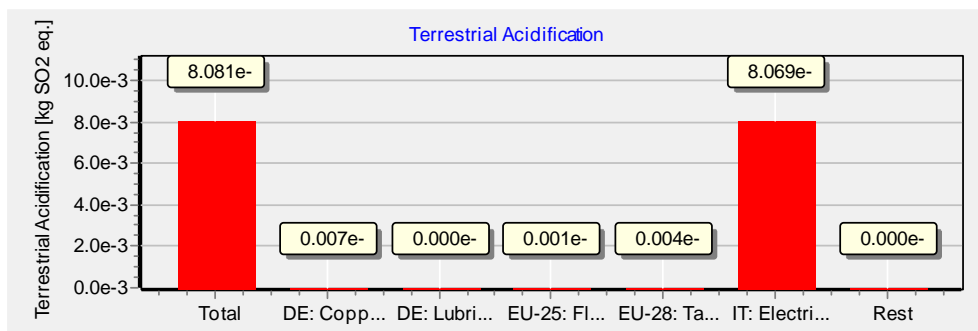 Terrestrial Acidification
Terrestrial Acidification [kg SO2 eq.]
10.0e-3
8.0e-3
6.0e-3
4.0e-3
2.0e-3
0.0e-3
8.081e-
0.007e-
0.000e-
0.001e-
0.004e-
8.069e-
0.000e-
Total
DE: Copp...
DE: Lubri...
EU-25: Fl...
EU-28: Ta...
IT: Electri...
Rest